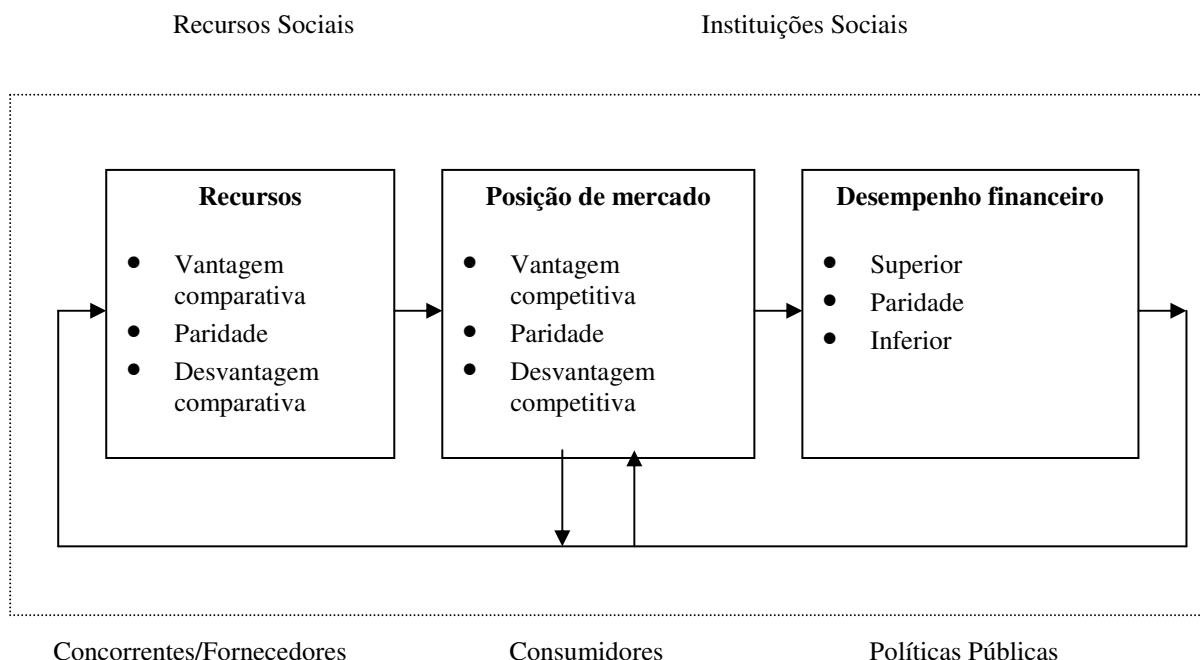 Recursos Sociais
Instituições Sociais
Recursos
• Vantagem
comparativa
• Paridade
• Desvantagem
comparativa
Posição de mercado
• Vantagem
competitiva
• Paridade
• Desvantagem
competitiva
Desempenho financeiro
• Superior
• Paridade
• Inferior
Concorrentes/Fornecedores
Consumidores
Políticas Públicas